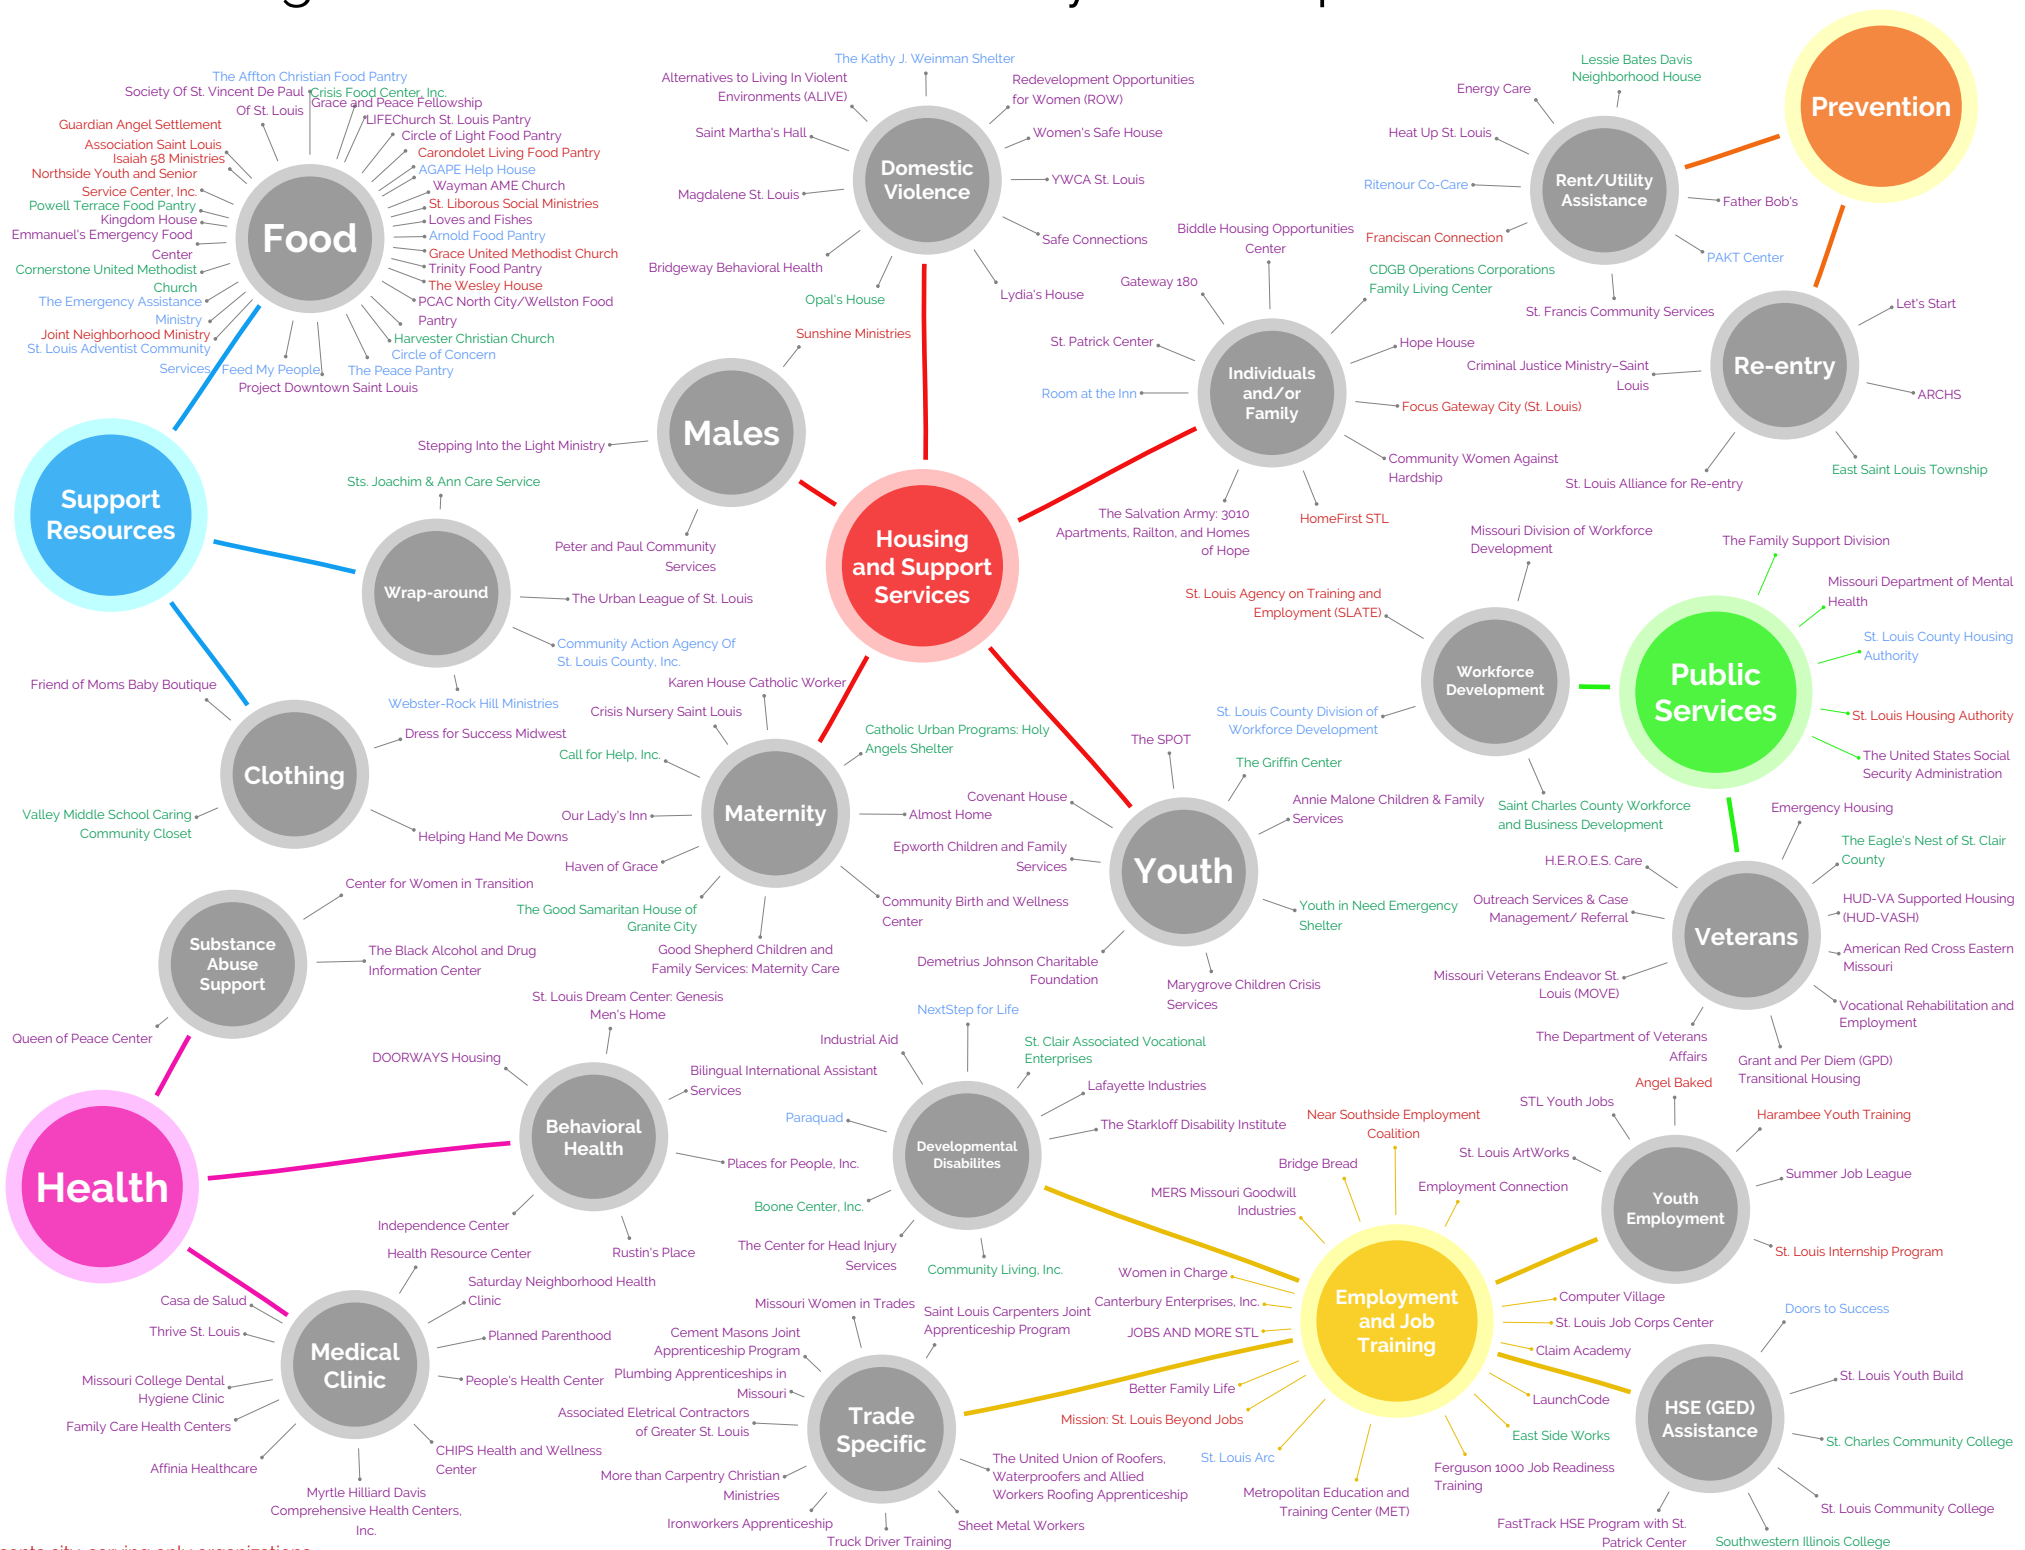 Prevention
Rent/Utility
Assistance
Lessie Bates Davis
Neighborhood House
Energy Care
Heat Up St. Louis
Ritenour Co-Care
Franciscan Connection
Father Bob's
PAKT Center
St. Francis Community Services
Re-entry
Let's Start
Criminal Justice Ministry–Saint
Louis
ARCHS
East Saint Louis Township
St. Louis Alliance for Re-entry
Support
Resources
Food
The Affton Christian Food Pantry
Society Of St. Vincent De Paul
Of St. Louis
Crisis Food Center, Inc.
Grace and Peace Fellowship
LIFEChurch St. Louis Pantry
Circle of Light Food Pantry
Carondolet Living Food Pantry
AGAPE Help House
Wayman AME Church
St. Liborous Social Ministries
Loves and Fishes
Arnold Food Pantry
Grace United Methodist Church
Trinity Food Pantry
The Wesley House
PCAC North City/Wellston Food
Pantry
Harvester Christian Church
Circle of Concern
The Peace Pantry
Project Downtown Saint Louis
Feed My People
Guardian Angel Settlement
Association Saint Louis
Isaiah 58 Ministries
Northside Youth and Senior
Service Center, Inc.
Powell Terrace Food Pantry
Kingdom House
Emmanuel's Emergency Food
Center
Cornerstone United Methodist
Church
The Emergency Assistance
Ministry
Joint Neighborhood Ministry
St. Louis Adventist Community
Services
Wrap-around
Sts. Joachim & Ann Care Service
The Urban League of St. Louis
Community Action Agency Of
St. Louis County, Inc.
Webster-Rock Hill Ministries
Clothing
Friend of Moms Baby Boutique
Dress for Success Midwest
Valley Middle School Caring
Community Closet
Helping Hand Me Downs
Housing
and Support
Services
Domestic
Violence
The Kathy J. Weinman Shelter
Alternatives to Living In Violent
Environments (ALIVE)
Redevelopment Opportunities
for Women (ROW)
Saint Martha's Hall
Women's Safe House
Magdalene St. Louis
YWCA St. Louis
Safe Connections
Bridgeway Behavioral Health
Opal's House
Lydia's House
Males
Sunshine Ministries
Stepping Into the Light Ministry
Peter and Paul Community
Services
Individuals
and/or
Family
Biddle Housing Opportunities
Center
Gateway 180
CDGB Operations Corporations
Family Living Center
St. Patrick Center
Hope House
Room at the Inn
Focus Gateway City (St. Louis)
Community Women Against
Hardship
The Salvation Army: 3010
Apartments, Railton, and Homes
of Hope
HomeFirst STL
Maternity
Karen House Catholic Worker
Crisis Nursery Saint Louis
Catholic Urban Programs: Holy
Angels Shelter
Call for Help, Inc.
Our Lady's Inn
Almost Home
Haven of Grace
The Good Samaritan House of
Granite City
Community Birth and Wellness
Center
Good Shepherd Children and
Family Services: Maternity Care
Youth
The SPOT
The Griffin Center
Covenant House
Annie Malone Children & Family
Services
Epworth Children and Family
Services
Youth in Need Emergency
Shelter
Demetrius Johnson Charitable
Foundation
Marygrove Children Crisis
Services
Public
Services
The Family Support Division
Missouri Department of Mental
Health
St. Louis County Housing
Authority
St. Louis Housing Authority
The United States Social
Security Administration
Workforce
Development
Missouri Division of Workforce
Development
St. Louis Agency on Training and
Employment (SLATE)
St. Louis County Division of
Workforce Development
Saint Charles County Workforce
and Business Development
Veterans
Emergency Housing
The Eagle's Nest of St. Clair
County
H.E.R.O.E.S. Care
HUD-VA Supported Housing
(HUD-VASH)
Outreach Services & Case
Management/ Referral
American Red Cross Eastern
Missouri
Missouri Veterans Endeavor St.
Louis (MOVE)
Vocational Rehabilitation and
Employment
The Department of Veterans
Affairs
Grant and Per Diem (GPD)
Transitional Housing
Health
Substance
Abuse
Support
Center for Women in Transition
The Black Alcohol and Drug
Information Center
Queen of Peace Center
Behavioral
Health
St. Louis Dream Center: Genesis
Men's Home
DOORWAYS Housing
Bilingual International Assistant
Services
Places for People, Inc.
Independence Center
Rustin's Place
Medical
Clinic
Health Resource Center
Saturday Neighborhood Health
Clinic
Casa de Salud
Thrive St. Louis
Planned Parenthood
People's Health Center
Missouri College Dental
Hygiene Clinic
Family Care Health Centers
Affinia Healthcare
CHIPS Health and Wellness
Center
Myrtle Hilliard Davis
Comprehensive Health Centers,
Inc.
Employment
and Job
Training
Near Southside Employment
Coalition
Bridge Bread
Employment Connection
MERS Missouri Goodwill
Industries
Women in Charge
Canterbury Enterprises, Inc.
JOBS AND MORE STL
Better Family Life
Mission: St. Louis Beyond Jobs
St. Louis Arc
Metropolitan Education and
Training Center (MET)
Ferguson 1000 Job Readiness
Training
East Side Works
LaunchCode
Claim Academy
St. Louis Job Corps Center
Computer Village
Developmental
Disabilites
NextStep for Life
Industrial Aid
St. Clair Associated Vocational
Enterprises
Lafayette Industries
Paraquad
The Starkloff Disability Institute
Boone Center, Inc.
The Center for Head Injury
Services
Community Living, Inc.
Youth
Employment
Angel Baked
STL Youth Jobs
Harambee Youth Training
St. Louis ArtWorks
Summer Job League
St. Louis Internship Program
Trade
Specific
Missouri Women in Trades
Saint Louis Carpenters Joint
Apprenticeship Program
Cement Masons Joint
Apprenticeship Program
Plumbing Apprenticeships in
Missouri
Associated Eletrical Contractors
of Greater St. Louis
More than Carpentry Christian
Ministries
The United Union of Roofers,
Waterproofers and Allied
Workers Roofing Apprenticeship
Ironworkers Apprenticeship
Sheet Metal Workers
Truck Driver Training
HSE (GED)
Assistance
Doors to Success
St. Louis Youth Build
St. Charles Community College
St. Louis Community College
FastTrack HSE Program with St.
Patrick Center
Southwestern Illinois College